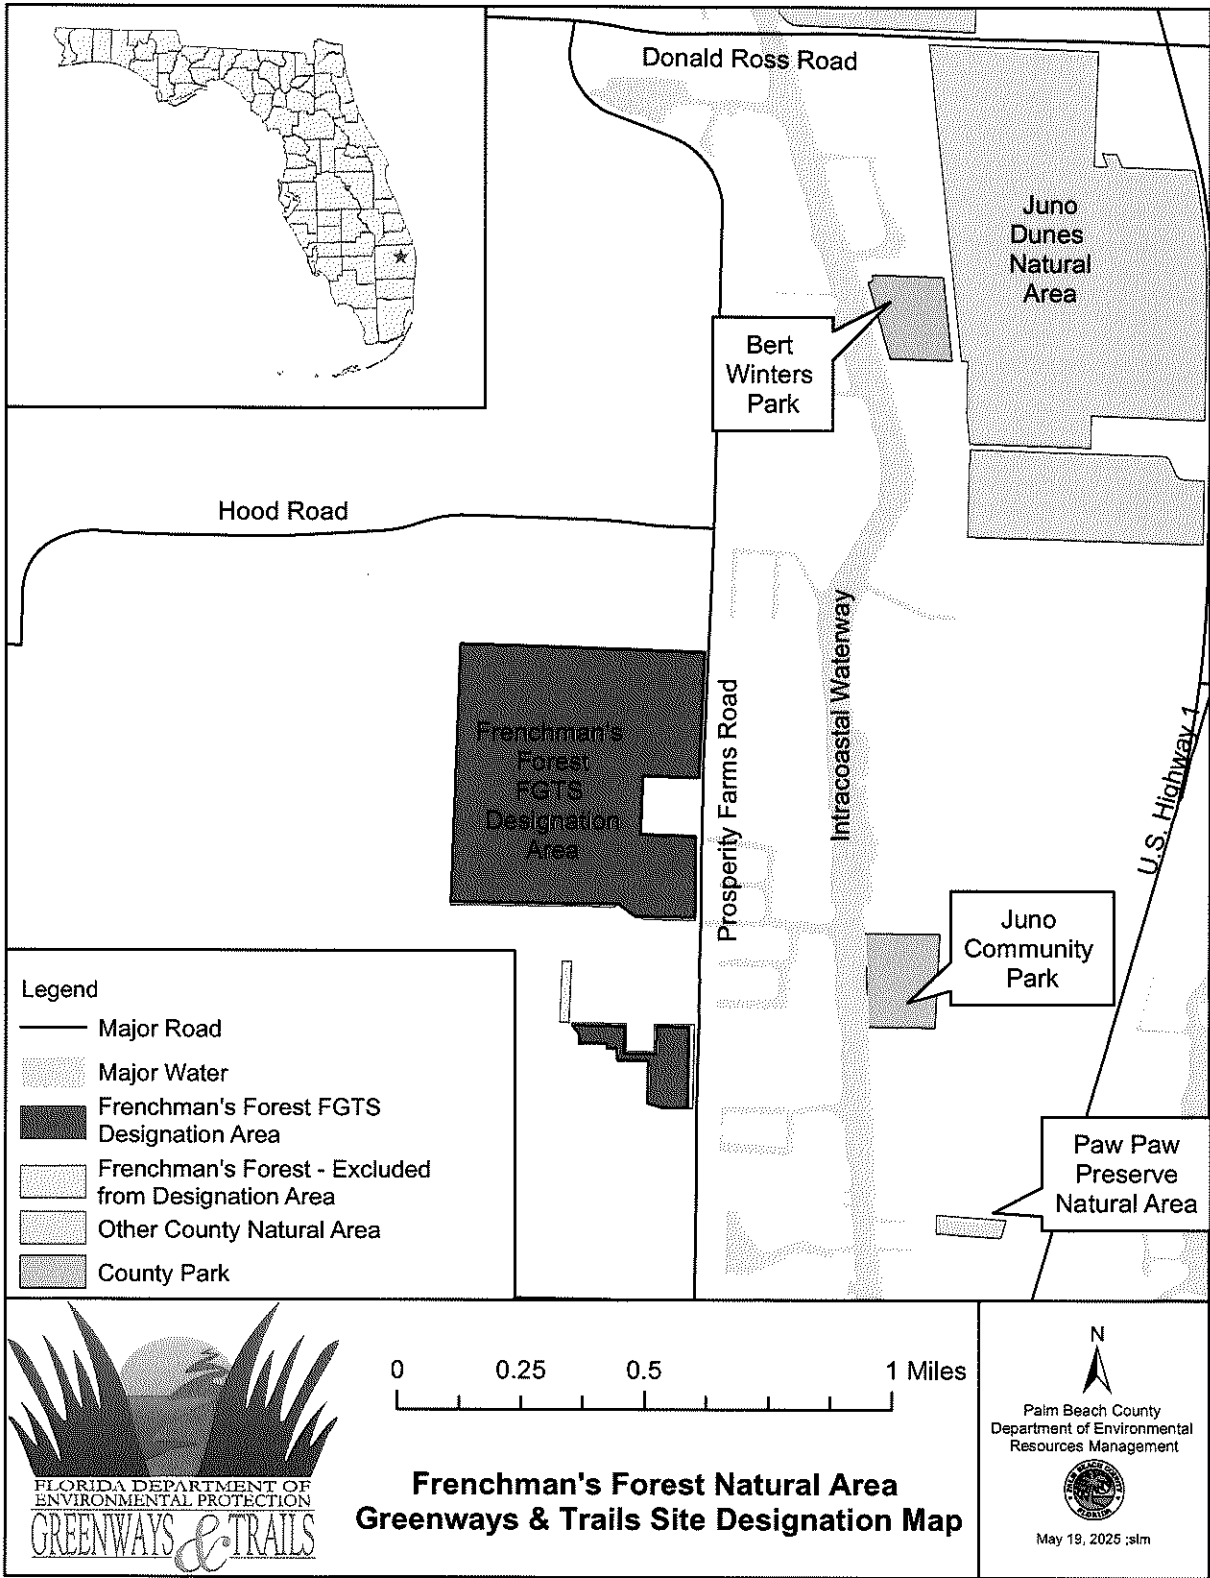 Donald Ross Road
Juno
Dunes
Natural
Area
Bert
Winters
Park
Hood Road
Intracoastal Waterway
Prosperity Farms Road
U.S. Highway 1
Frenchman's
Forest
FGTS
Designation
Area
Juno
Community
Park
Paw Paw
Preserve
Natural Area
Legend
Major Road
Major Water
Frenchman's Forest FGTS
Designation Area
Frenchman's Forest - Excluded
from Designation Area
Other County Natural Area
County Park
FLORIDA DEPARTMENT OF
ENVIRONMENTAL PROTECTION
GREENWAYS & TRAILS
0 0.25 0.5 1 Miles
Frenchman's Forest Natural Area
Greenways & Trails Site Designation Map
N
Palm Beach County
Department of Environmental
Resources Management
PALM BEACH COUNTY
FLORIDA
May 19, 2025 ;slm